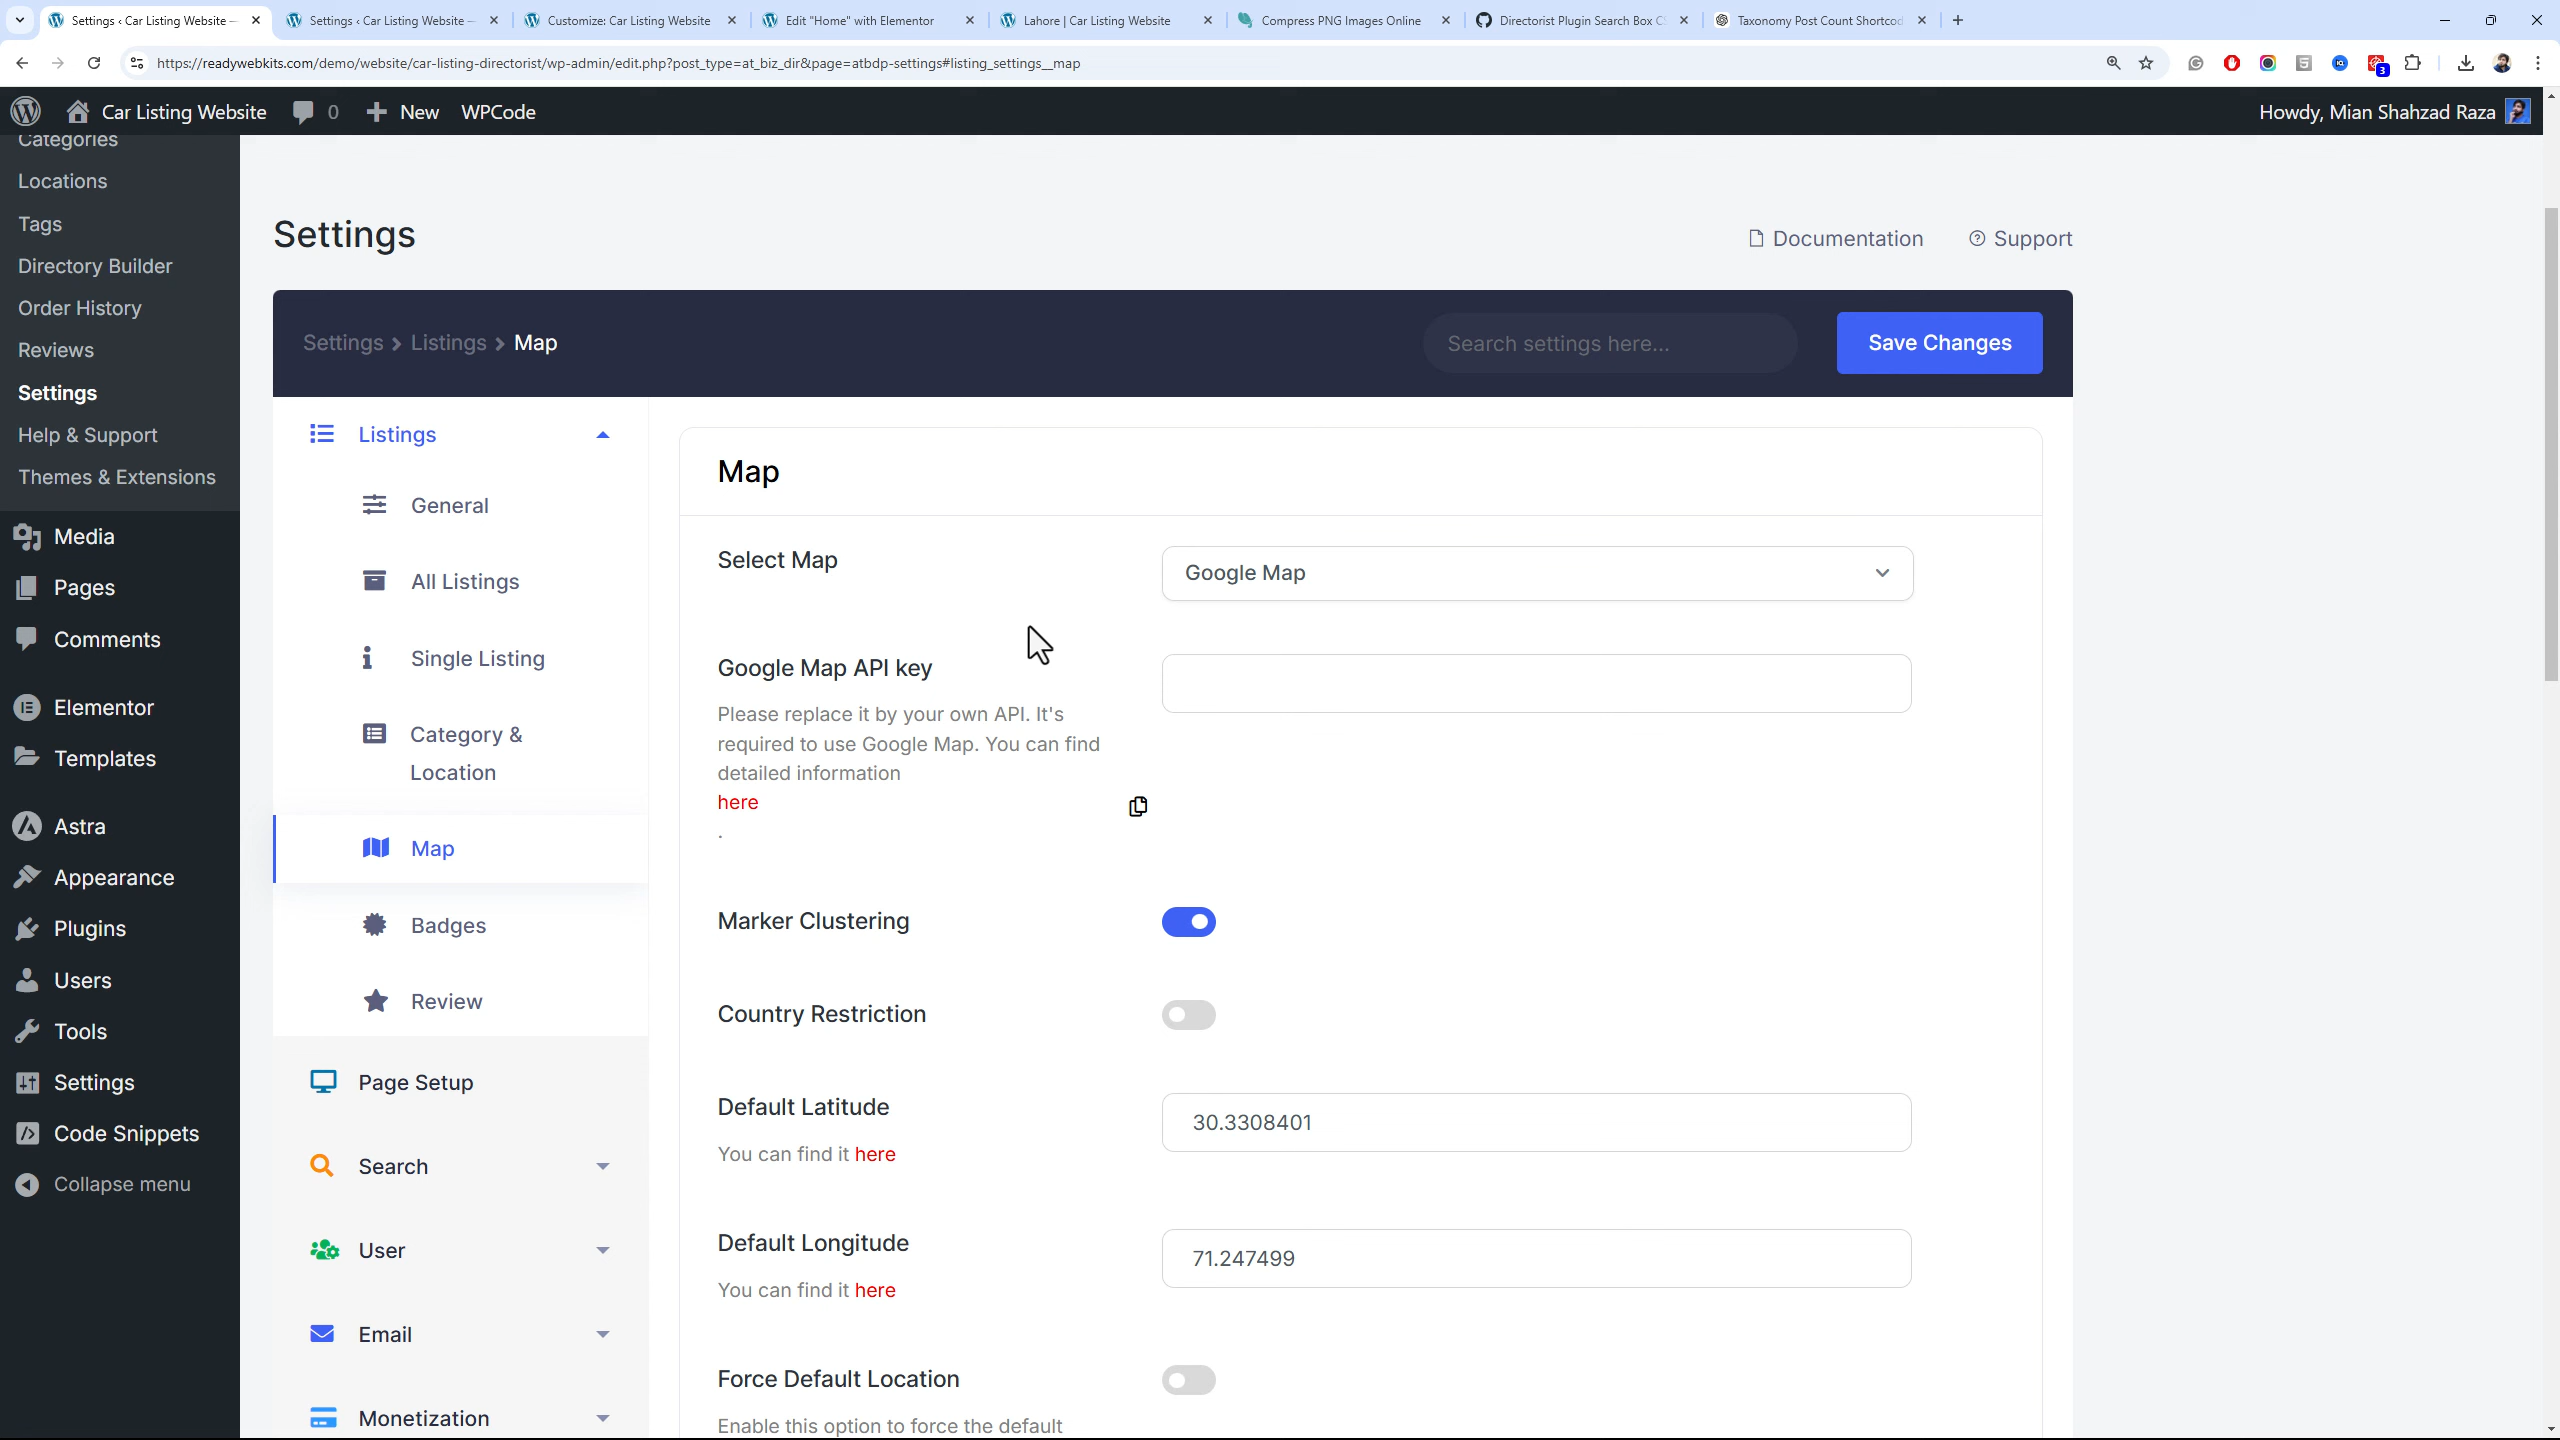 Settings ‹ Car Listing Website —
Settings ‹ Car Listing Website —
Customize: Car Listing Website
Edit "Home" with Elementor
Lahore | Car Listing Website
Compress PNG Images Online
Directorist Plugin Search Box C
Taxonomy Post Count Shortcod
https://readywebkits.com/demo/website/car-listing-directorist/wp-admin/edit.php?post_type=at_biz_dir&page=atbdp-settings#listing_settings__map
3
Car Listing Website
0
New
WPCode
Howdy, Mian Shahzad Raza
Categories
Locations
Tags
Directory Builder
Order History
Reviews
Settings
Help & Support
Themes & Extensions
Media
Pages
Comments
Elementor
Templates
Astra
Appearance
Plugins
Users
Tools
Settings
Code Snippets
Collapse menu
Settings
Documentation
Support
Settings > Listings > Map
Search settings here...
Save Changes
Listings
General
All Listings
Single Listing
Category &
Location
Map
Badges
Review
Page Setup
Search
User
Email
Monetization
Map
Select Map
Google Map
Google Map API key
Please replace it by your own API. It's
required to use Google Map. You can find
detailed information
here
.
Marker Clustering
Country Restriction
Default Latitude
30.3308401
You can find it here
Default Longitude
71.247499
You can find it here
Force Default Location
Enable this option to force the default